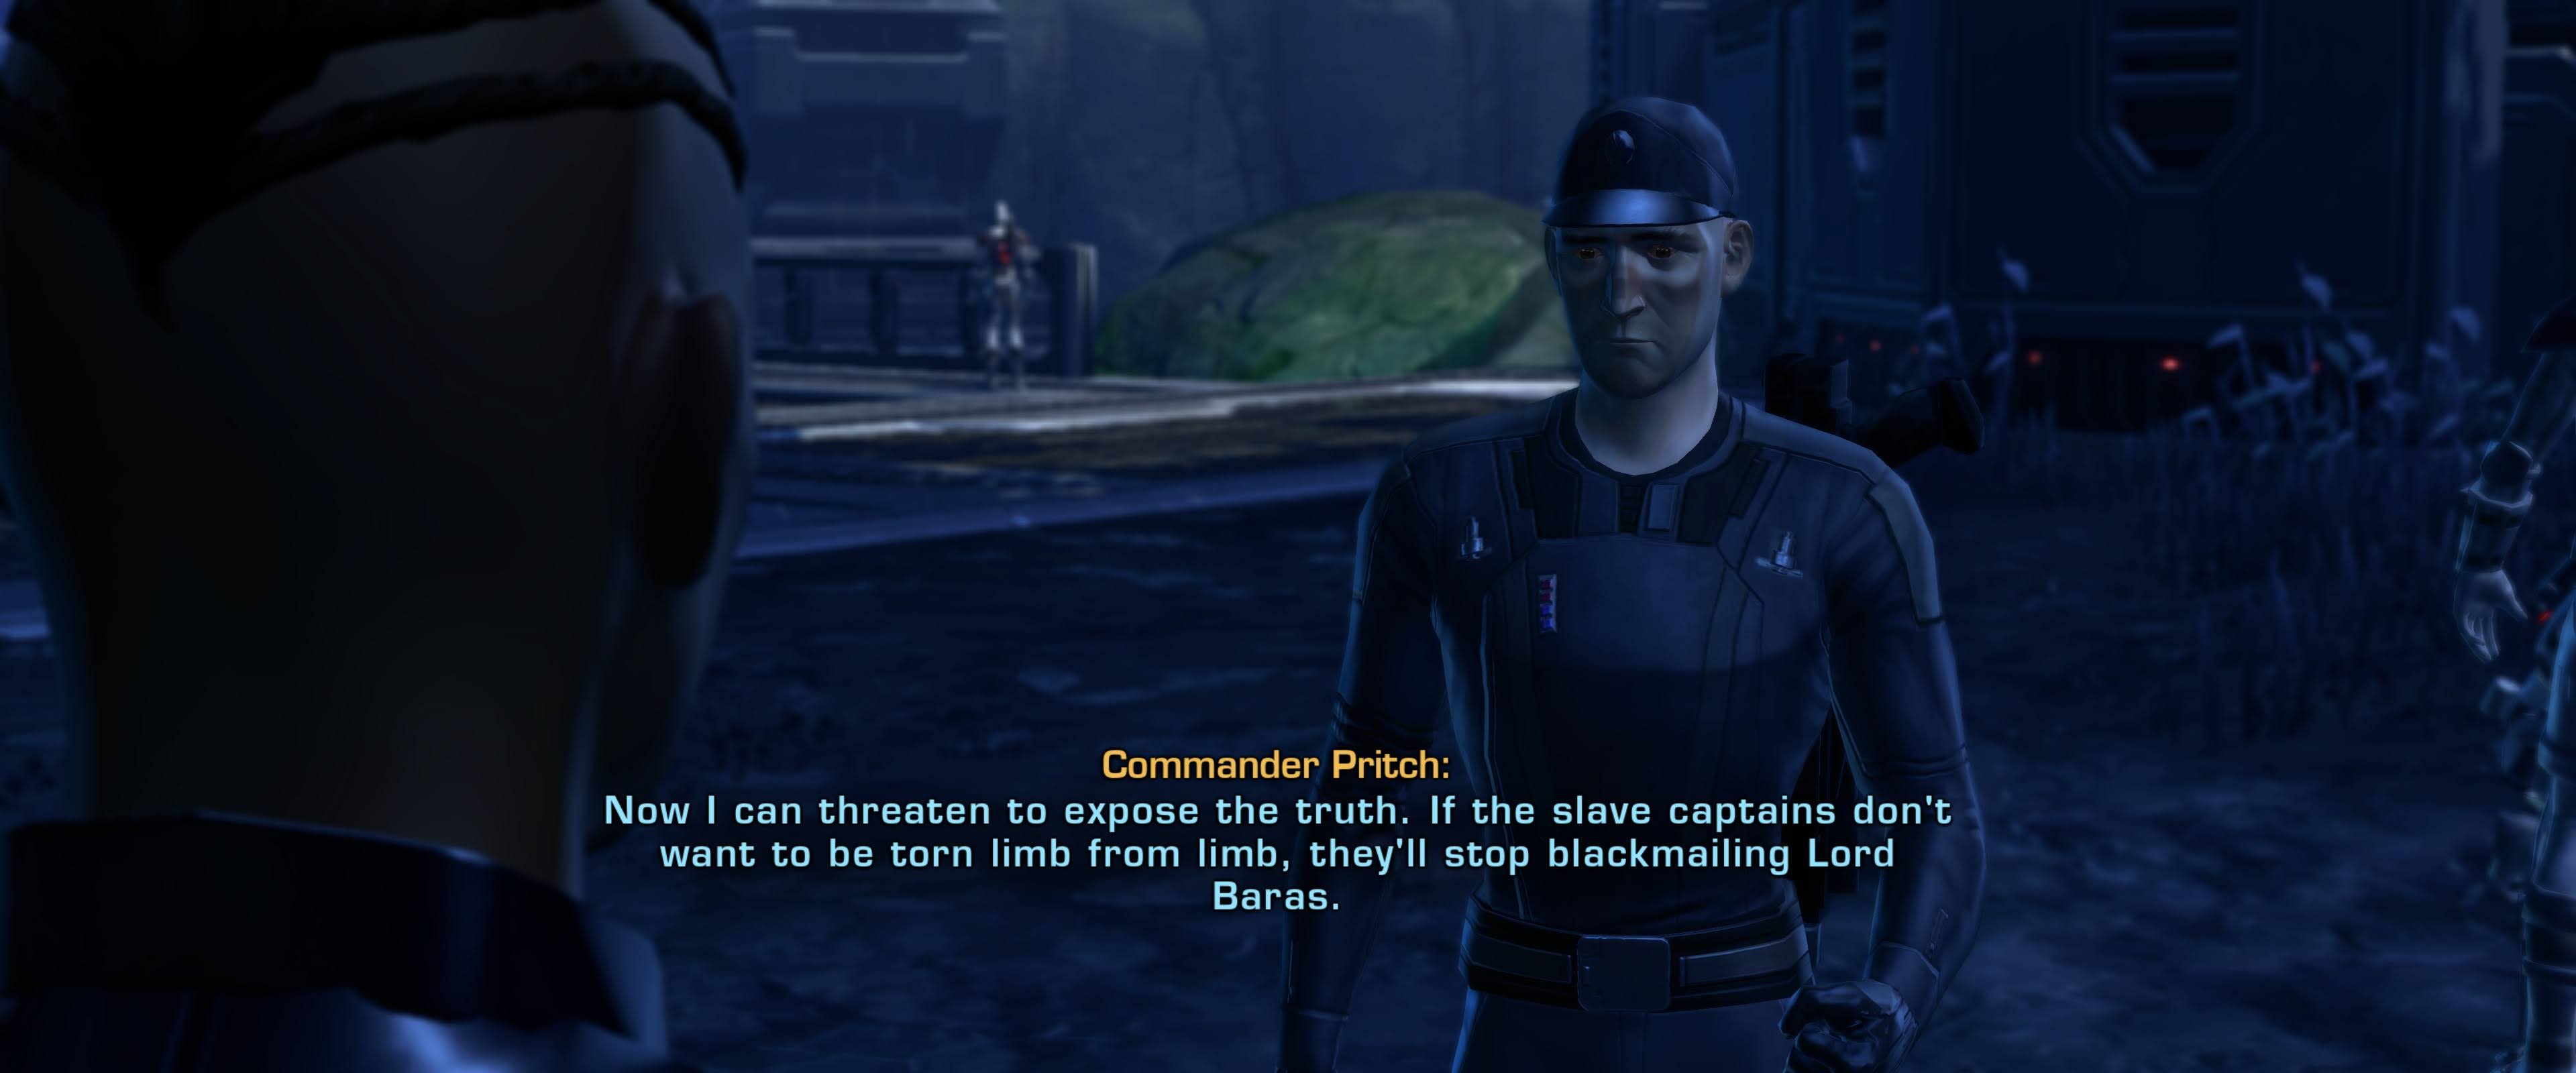 Commander Pritch:
Now I can threaten to expose the truth. If the slave captains don't
want to be torn limb from limb, they'll stop blackmailing Lord
Baras.